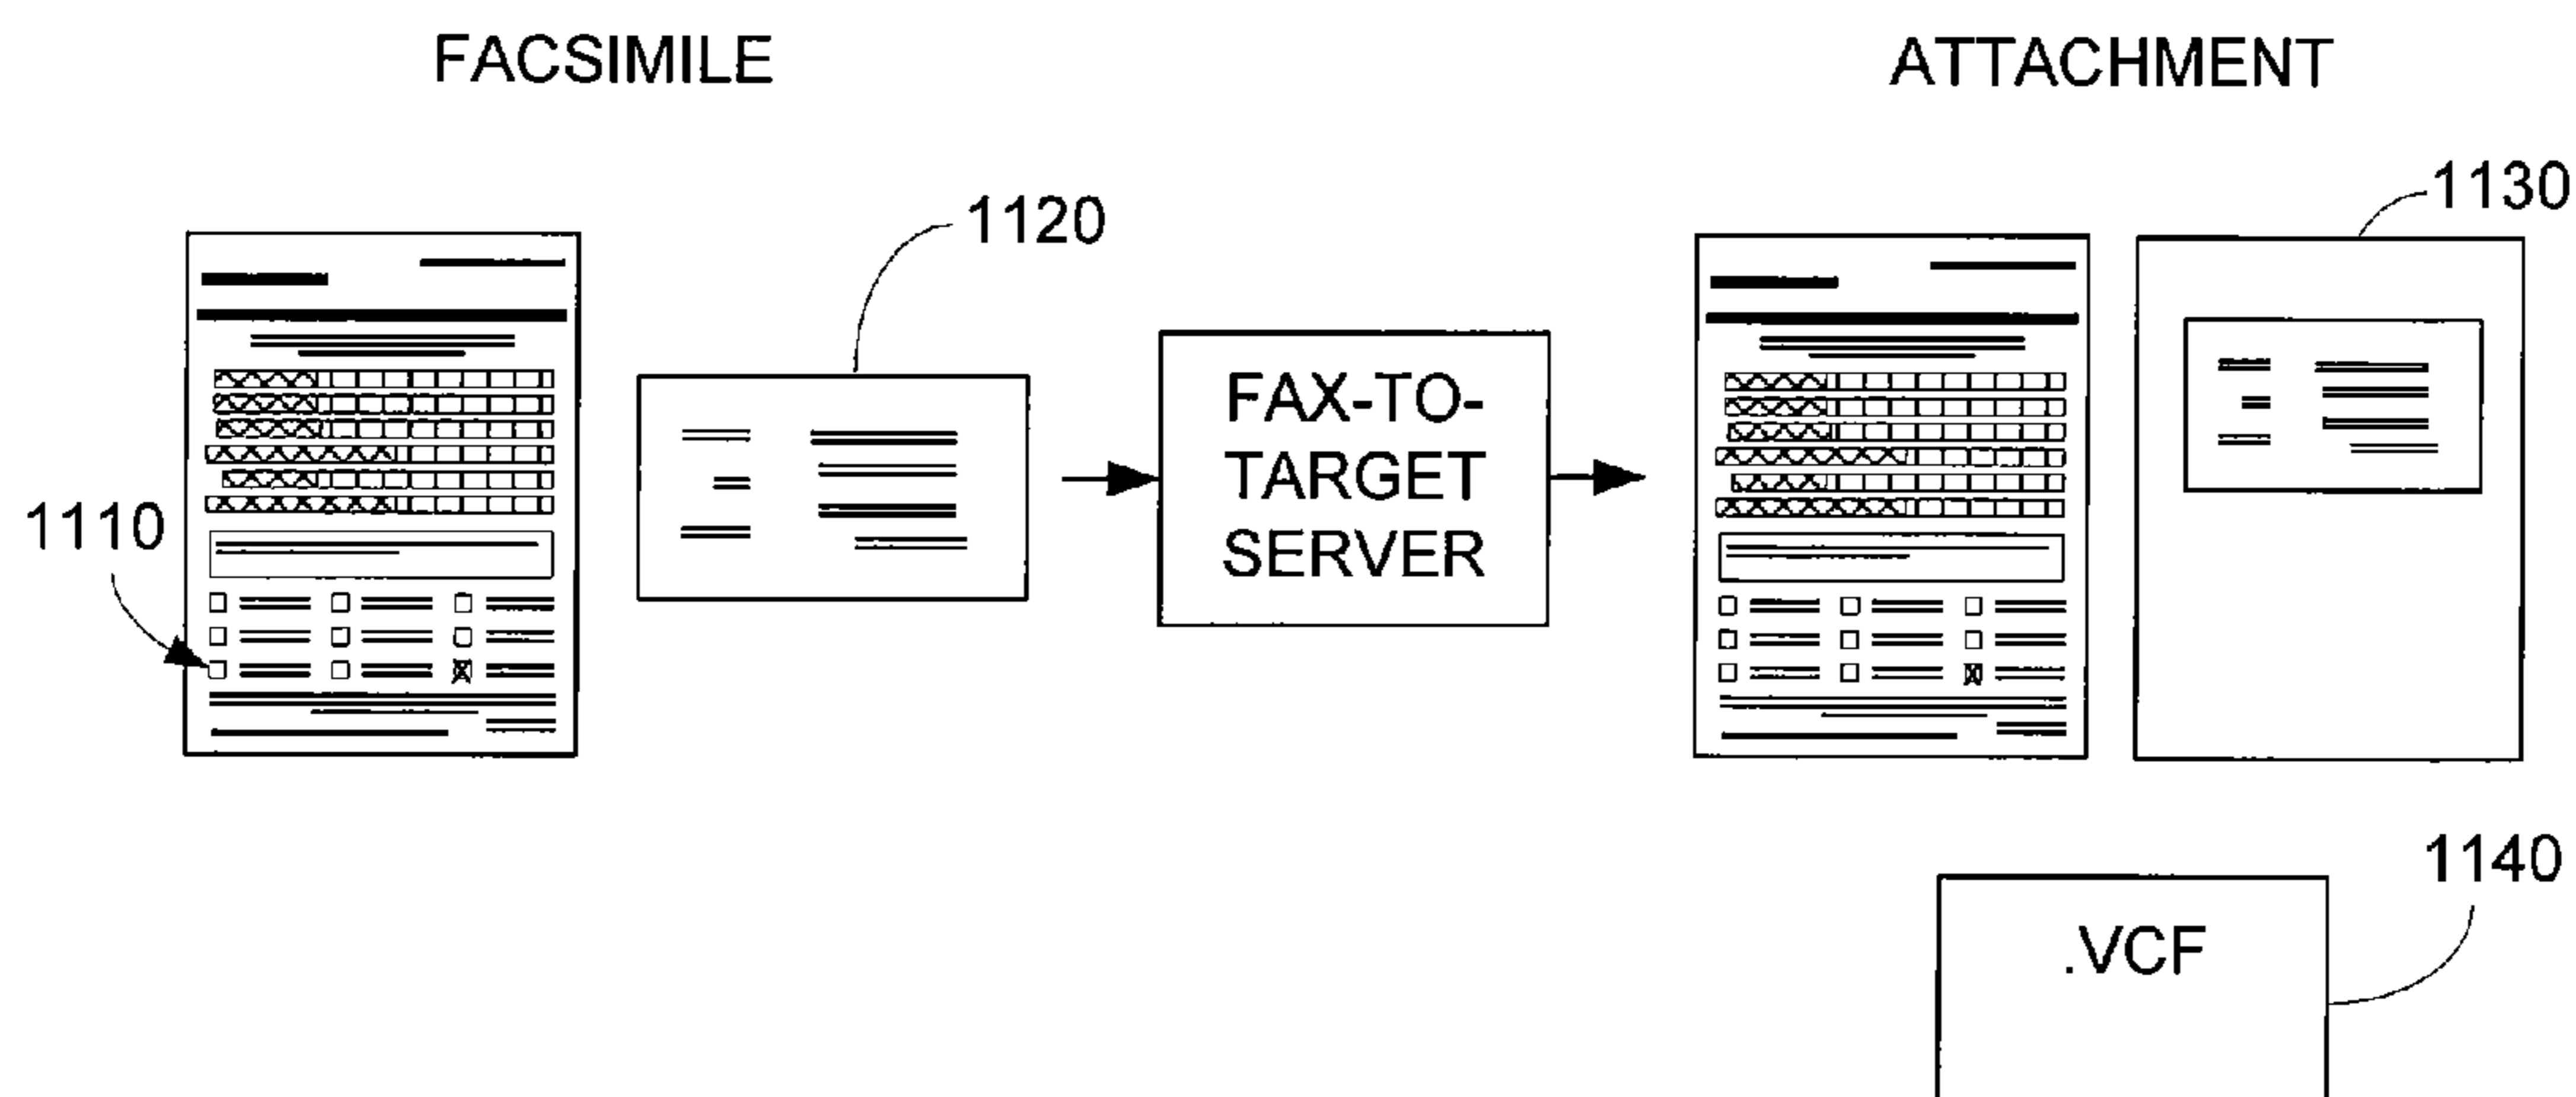 FACSIMILE
ATTACHMENT
1130
1120
FAX-TO-
TARGET
SERVER
1110
1140
.VCF